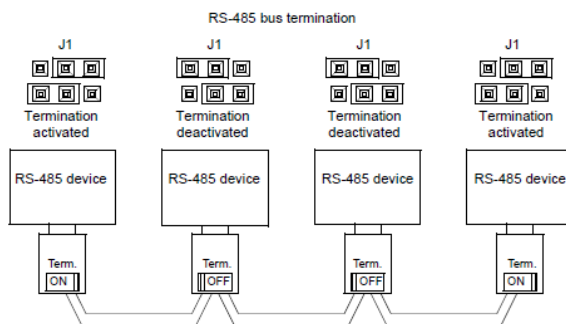 RS-485 bus termination
J1 J1 J1 J1
Termination activated
Termination deactivated
Termination deactivated
Termination activated
RS-485 device RS-485 device RS-485 device RS-485 device
Term. Term. Term. Term.
ON OFF OFF ON